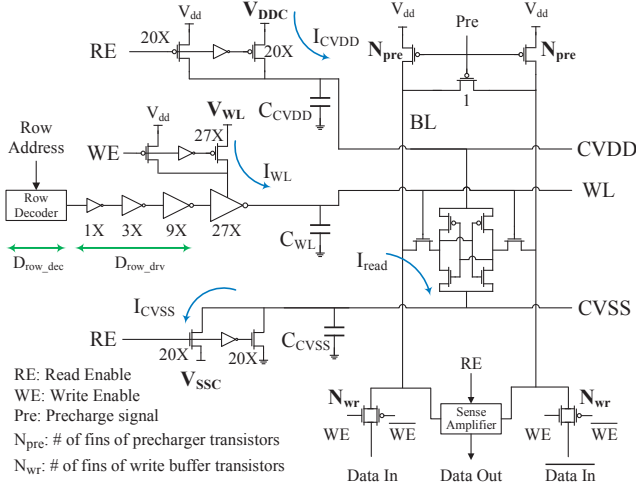 V_dd
V_DDC
I_CVDD
V_dd
Pre
V_dd
RE
20X
20X
N_pre
N_pre
1
C_CVDD
BL
V_dd
V_WL
27X
CVDD
Row
Address
WE
I_WL
WL
Row
Decoder
1X
3X
9X
27X
C_WL
D_row_dec
D_row_drv
I_read
I_CVSS
CVSS
C_CVSS
RE
20X
20X
V_SSC
RE
RE: Read Enable
WE: Write Enable
Pre: Precharge signal
N_pre: # of fins of precharger transistors
N_wr: # of fins of write buffer transistors
N_wr
Sense
Amplifier
N_wr
WE
WE
WE
WE
Data In
Data Out
Data In